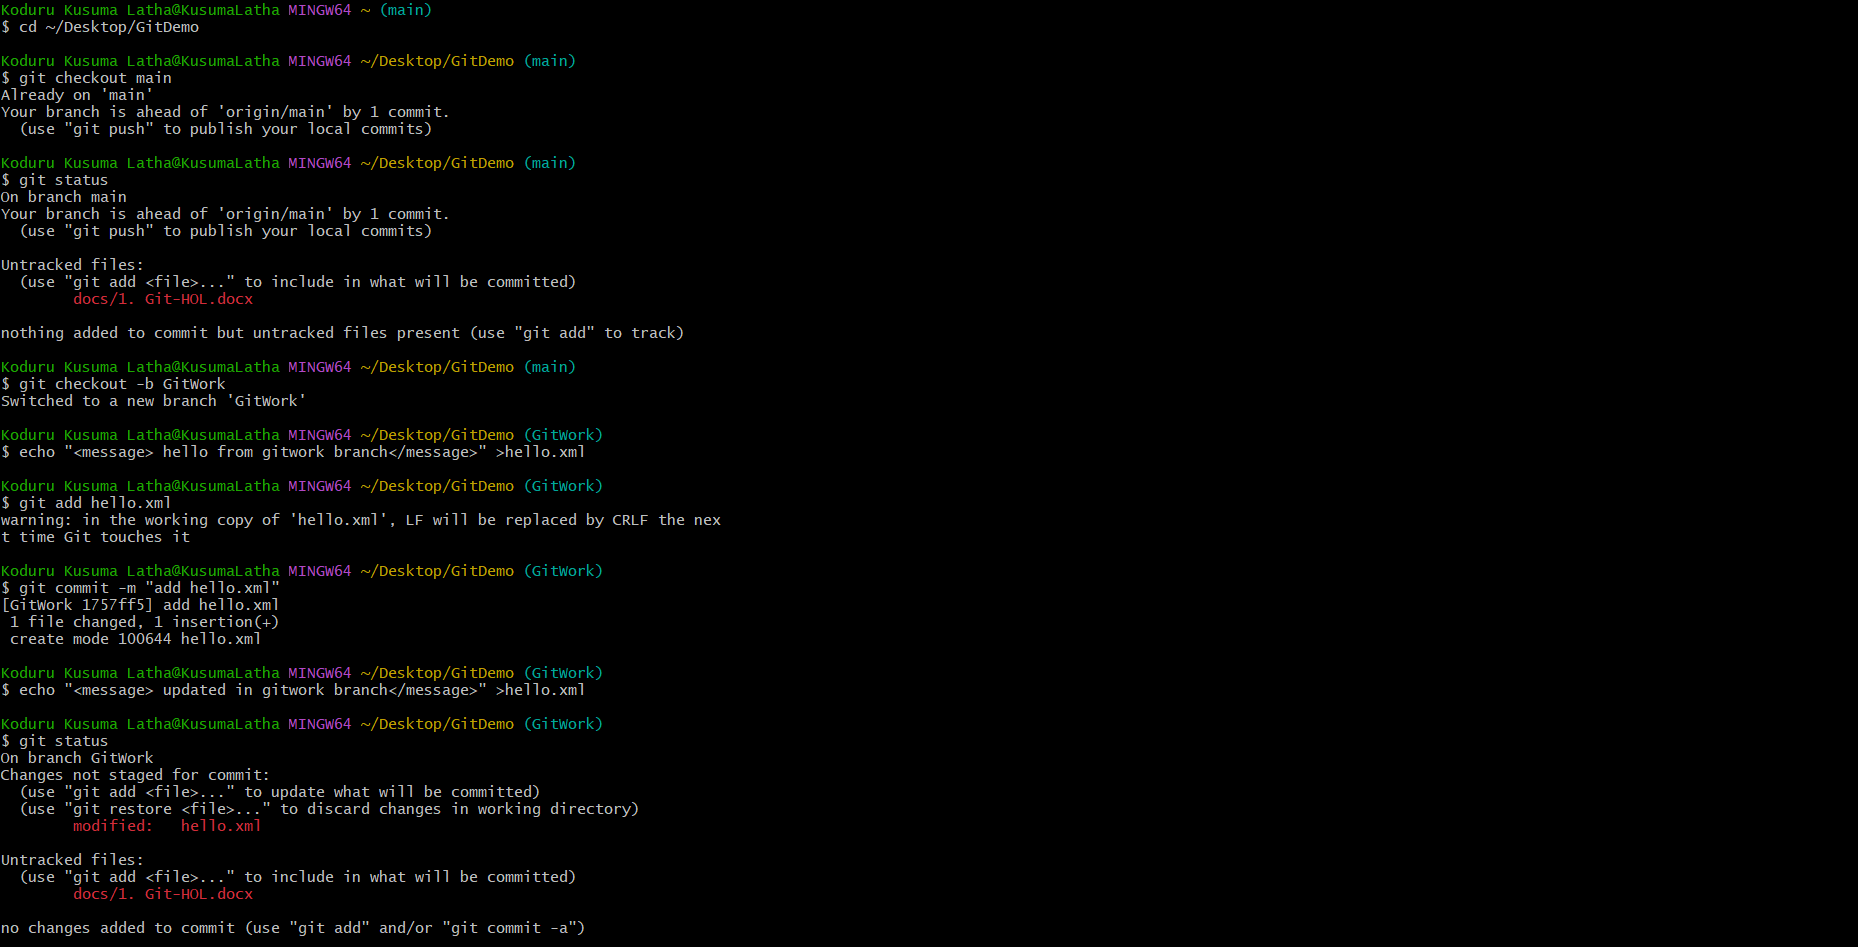 Koduru Kusuma Latha@KusumaLatha MINGW64 ~ (main)
$ cd ~/Desktop/GitDemo
Koduru Kusuma Latha@KusumaLatha MINGW64 ~/Desktop/GitDemo (main)
$ git checkout main
Already on 'main'
Your branch is ahead of 'origin/main' by 1 commit.
  (use "git push" to publish your local commits)
Koduru Kusuma Latha@KusumaLatha MINGW64 ~/Desktop/GitDemo (main)
$ git status
On branch main
Your branch is ahead of 'origin/main' by 1 commit.
  (use "git push" to publish your local commits)
Untracked files:
  (use "git add <file>..." to include in what will be committed)
        docs/1. Git-HOL.docx
nothing added to commit but untracked files present (use "git add" to track)
Koduru Kusuma Latha@KusumaLatha MINGW64 ~/Desktop/GitDemo (main)
$ git checkout -b GitWork
Switched to a new branch 'GitWork'
Koduru Kusuma Latha@KusumaLatha MINGW64 ~/Desktop/GitDemo (GitWork)
$ echo "<message> hello from gitwork branch</message>" >hello.xml
Koduru Kusuma Latha@KusumaLatha MINGW64 ~/Desktop/GitDemo (GitWork)
$ git add hello.xml
warning: in the working copy of 'hello.xml', LF will be replaced by CRLF the nex
t time Git touches it
Koduru Kusuma Latha@KusumaLatha MINGW64 ~/Desktop/GitDemo (GitWork)
$ git commit -m "add hello.xml"
[GitWork 1757ff5] add hello.xml
 1 file changed, 1 insertion(+)
 create mode 100644 hello.xml
Koduru Kusuma Latha@KusumaLatha MINGW64 ~/Desktop/GitDemo (GitWork)
$ echo "<message> updated in gitwork branch</message>" >hello.xml
Koduru Kusuma Latha@KusumaLatha MINGW64 ~/Desktop/GitDemo (GitWork)
$ git status
On branch GitWork
Changes not staged for commit:
  (use "git add <file>..." to update what will be committed)
  (use "git restore <file>..." to discard changes in working directory)
        modified:   hello.xml
Untracked files:
  (use "git add <file>..." to include in what will be committed)
        docs/1. Git-HOL.docx
no changes added to commit (use "git add" and/or "git commit -a")